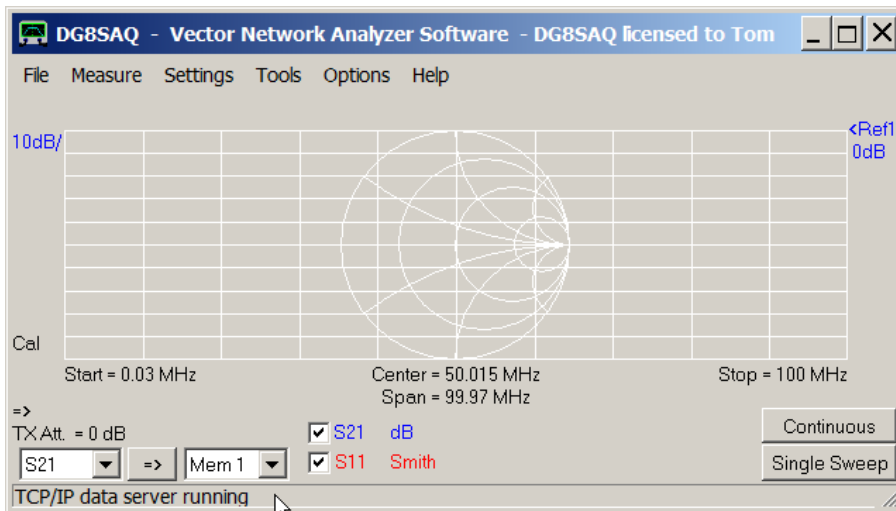 DG8SAQ - Vector Network Analyzer Software - DG8SAQ licensed to Tom
File Measure Settings Tools Options Help
10dB/
<Ref1
0dB
Cal
Start = 0.03 MHz Center = 50.015 MHz Stop = 100 MHz
Span = 99.97 MHz
=>
TX Att. = 0 dB
S21 dB
Continuous
S21 => Mem 1
S11 Smith
Single Sweep
TCP/IP data server running